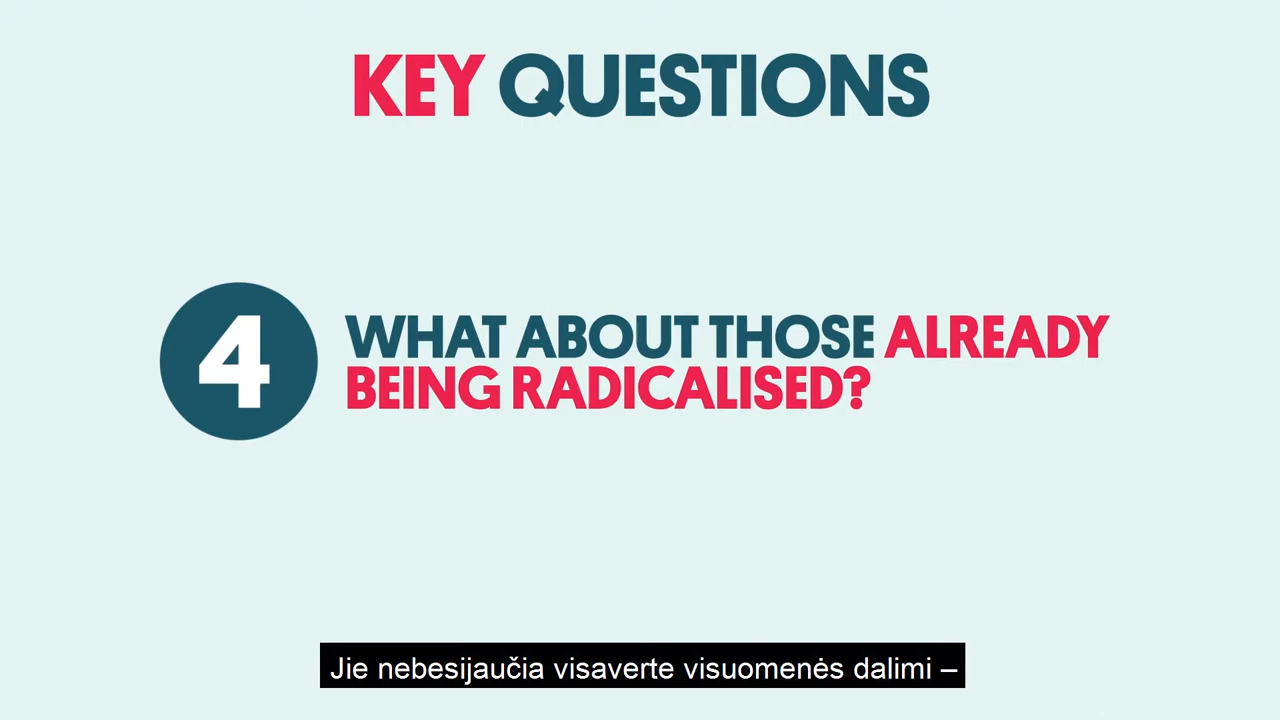 KEY QUESTIONS
4
WHAT ABOUT THOSE ALREADY
BEING RADICALISED?
Jie nebesijaučia visaverte visuomenės dalimi –